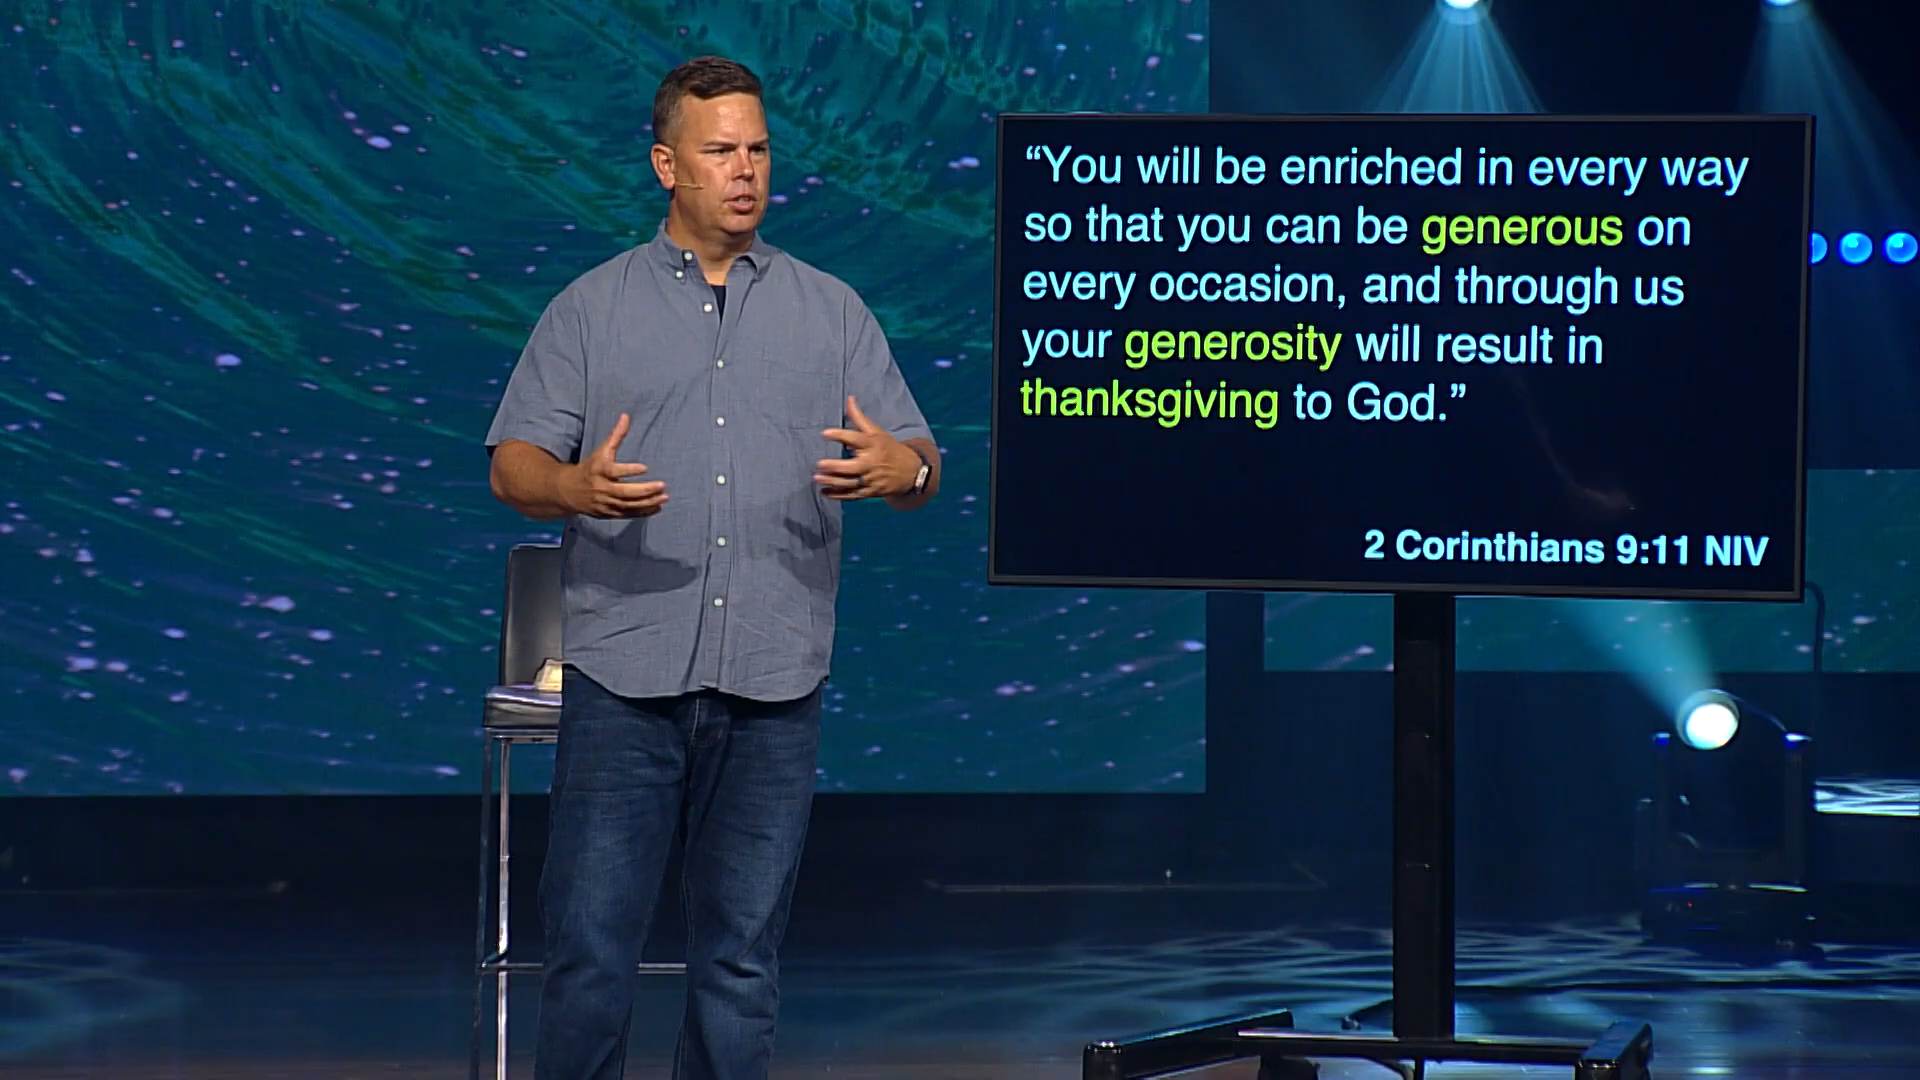 “You will be enriched in every way
so that you can be generous on
every occasion, and through us
your generosity will result in
thanksgiving to God.”
2 Corinthians 9:11 NIV